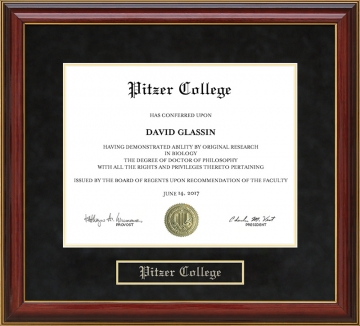 Pitzer College
HAS CONFERRED UPON
DAVID GLASSIN
HAVING DEMONSTRATED ABILITY BY ORIGINAL RESEARCH
IN BIOLOGY
THE DEGREE OF DOCTOR OF PHILOSOPHY
WITH ALL THE RIGHTS AND PRIVILEGES THERETO PERTAINING
ISSUED BY THE BOARD OF REGENTS UPON RECOMMENDATION OF THE FACULTY
JUNE 14, 2017
PROVOST
PRESIDENT
Pitzer College